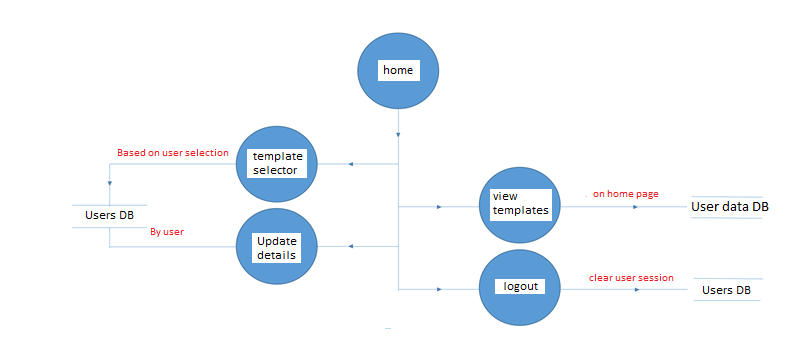 home
Based on user selection
template
selector
view
templates
on home page
User data DB
Users DB
By user
Update
details
logout
clear user session
Users DB